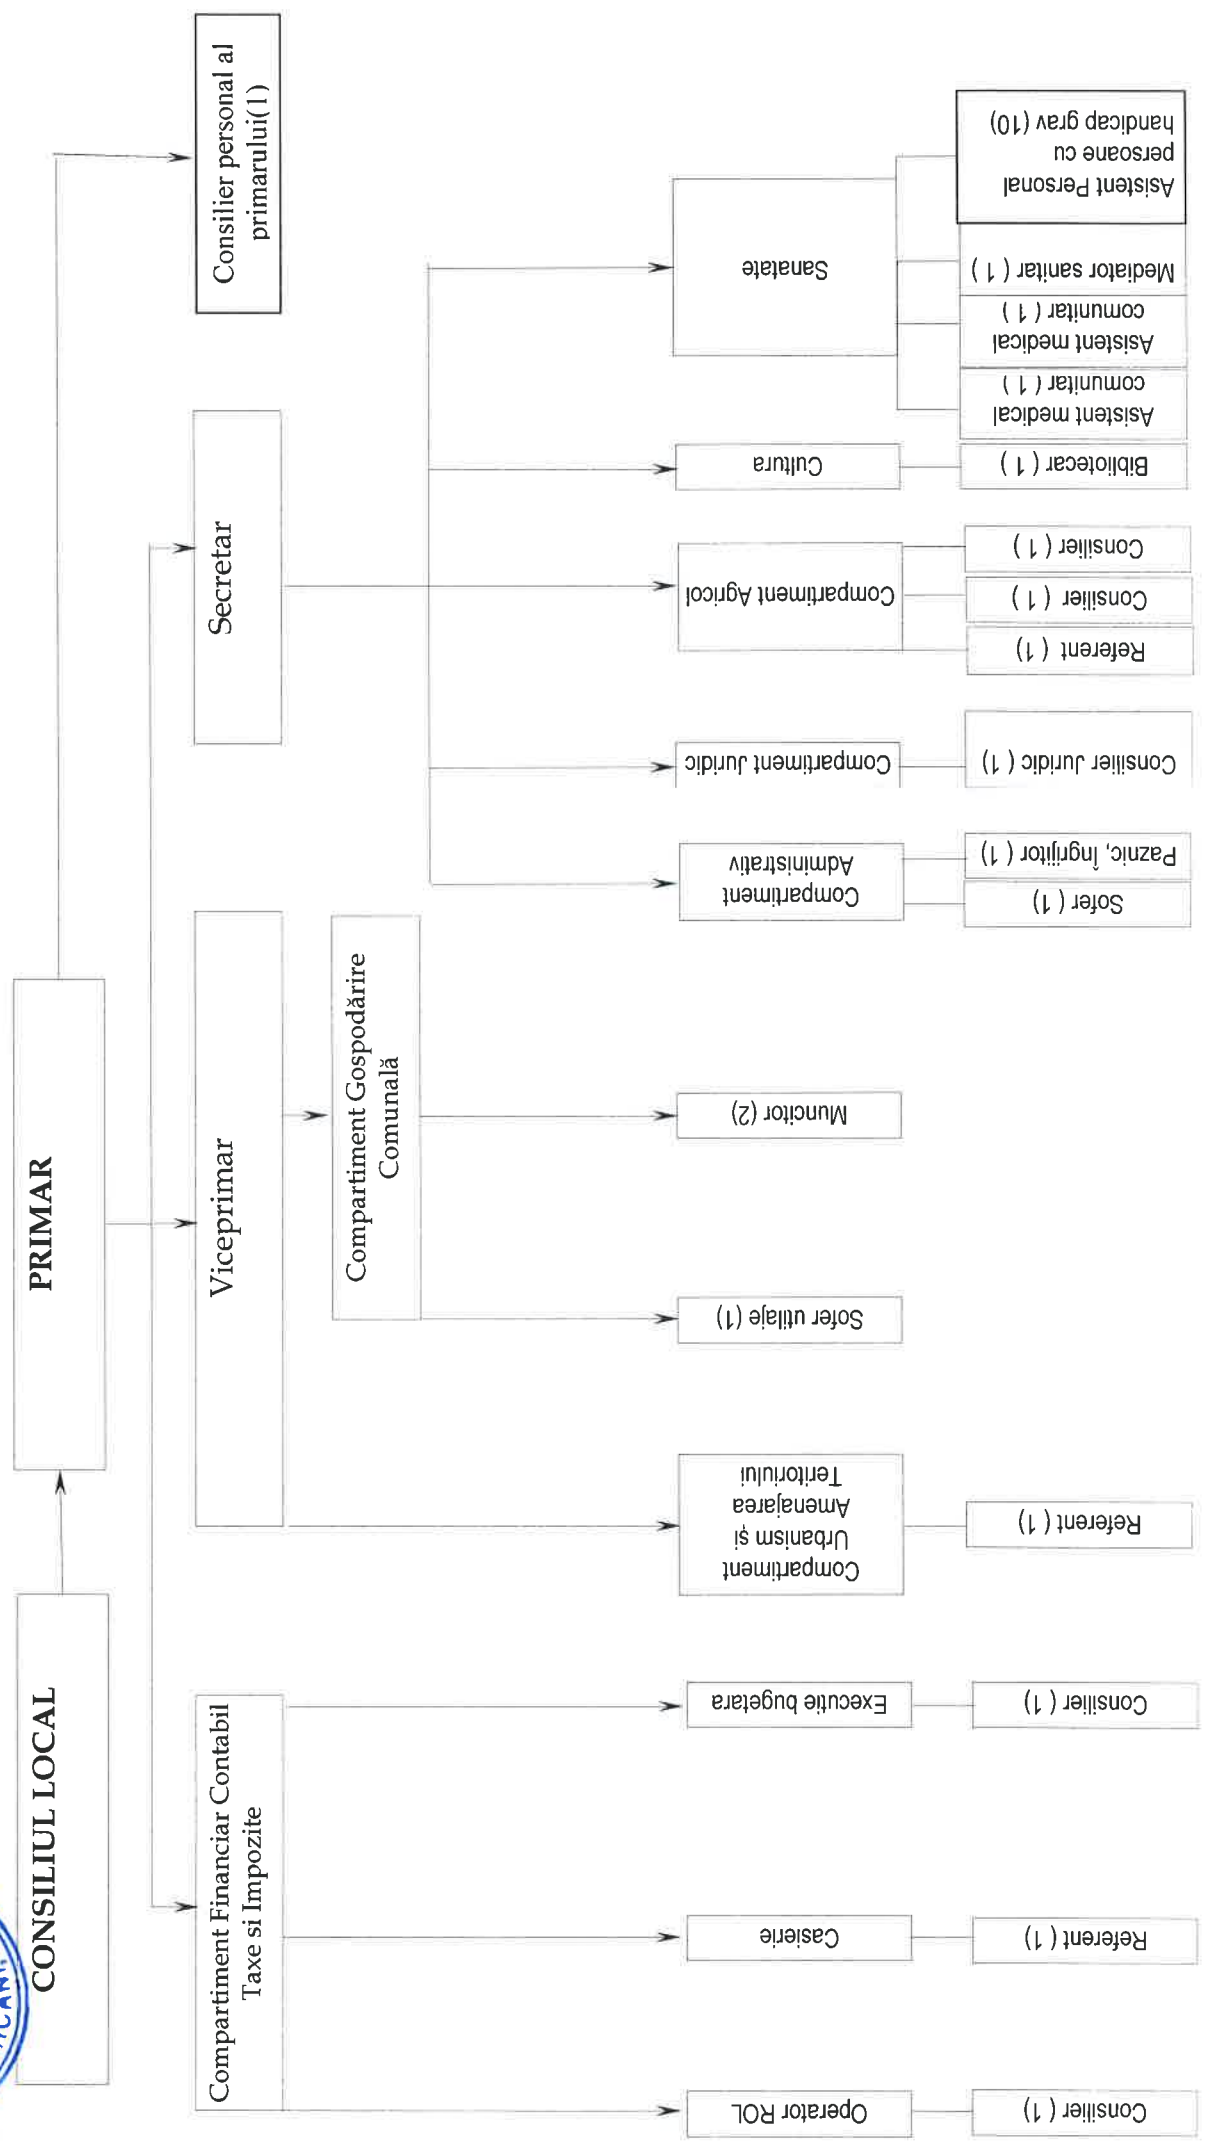 CONSILIUL LOCAL
PRIMAR
Consilier personal al
primarului(1)
Compartiment Financiar Contabil
Taxe si Impozite
Viceprimar
Secretar
Compartiment Gospodărire
Comunală
Operator ROL
Casierie
Executie bugetara
Compartiment
Urbanism și
Amenajarea
Teritoriului
Sofer utilaje (1)
Muncitor (2)
Compartiment
Administrativ
Compartiment Juridic
Compartiment Agricol
Cultura
Sanatate
Consilier ( 1 )
Referent ( 1 )
Consilier ( 1 )
Referent ( 1 )
Sofer ( 1)
Paznic, Îngrijitor ( 1)
Consilier Juridic ( 1)
Referent ( 1)
Consilier ( 1 )
Consilier ( 1 )
Bibliotecar ( 1 )
Asistent medical
comunitar ( 1 )
Asistent medical
comunitar ( 1 )
Mediator sanitar ( 1 )
Asistent Personal
persoane cu
handicap grav (10)